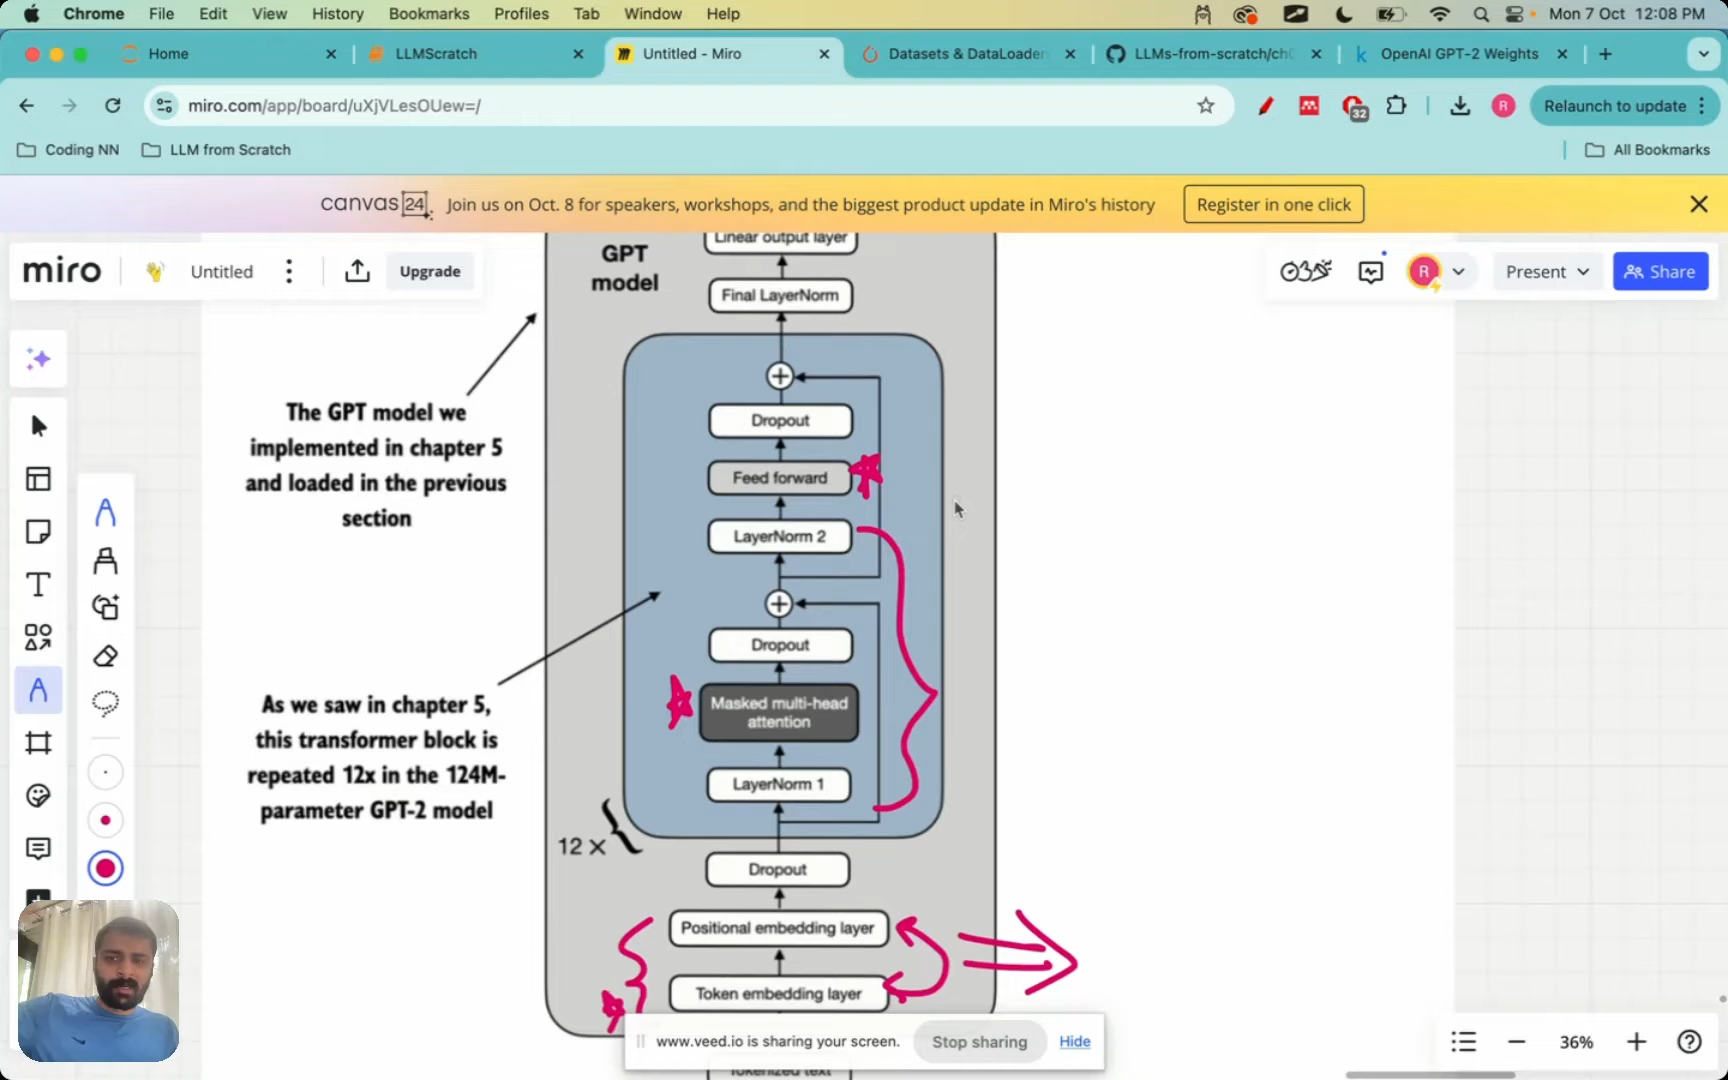 Chrome File Edit View History Bookmarks Profiles Tab Window Help Mon 7 Oct 12:08 PM
Home LLMScratch Untitled - Miro Datasets & DataLoader LLMs-from-scratch/ch OpenAI GPT-2 Weights
miro.com/app/board/uXjVLesOUew=/ 32 R Relaunch to update
Coding NN LLM from Scratch All Bookmarks
canvas 24 Join us on Oct. 8 for speakers, workshops, and the biggest product update in Miro's history Register in one click
miro Untitled Upgrade R Present Share
Linear output layer
GPT
model
Final LayerNorm
The GPT model we
implemented in chapter 5
and loaded in the previous
section
Dropout
Feed forward
LayerNorm 2
Dropout
Masked multi-head
attention
LayerNorm 1
As we saw in chapter 5,
this transformer block is
repeated 12x in the 124M-
parameter GPT-2 model
12 ×
Dropout
Positional embedding layer
Token embedding layer
www.veed.io is sharing your screen. Stop sharing Hide
Tokenized text
36%